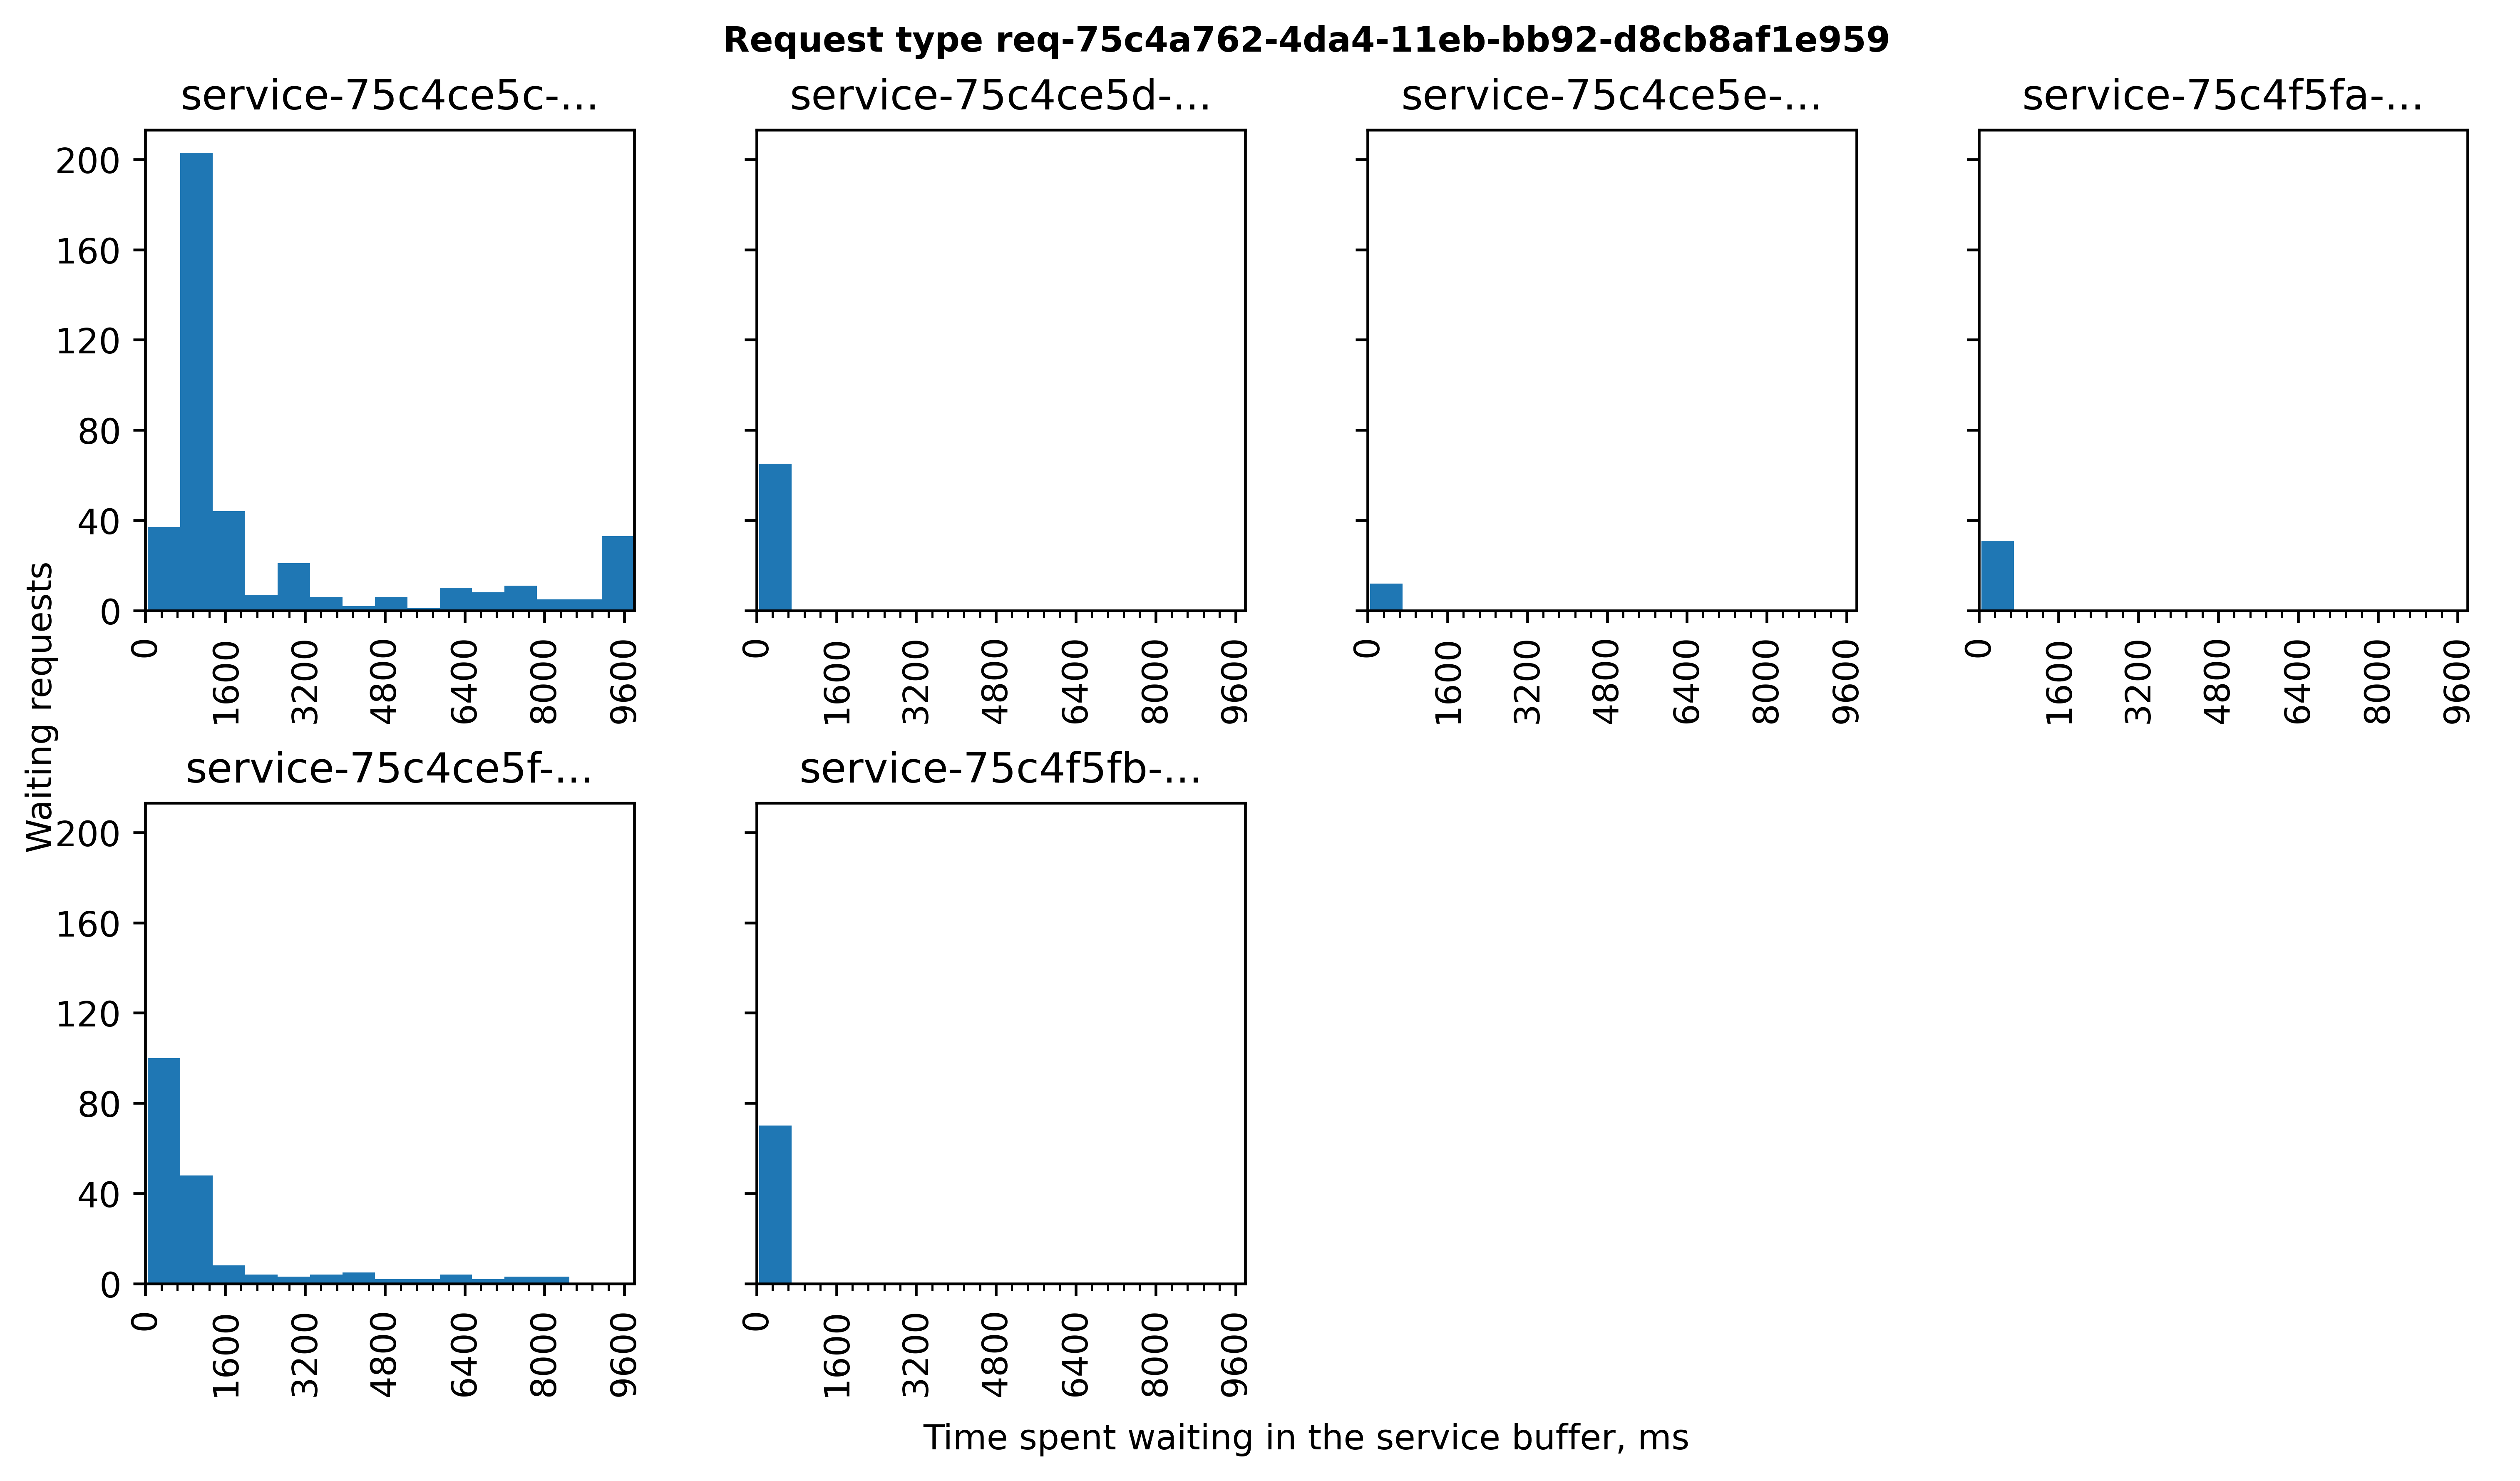 Request type req-75c4a762-4da4-11eb-bb92-d8cb8af1e959
service-75c4ce5c-...
service-75c4ce5d-...
service-75c4ce5e-...
service-75c4f5fa-...
200
160
120
80
40
0
0 1600 3200 4800 6400 8000 9600
0 1600 3200 4800 6400 8000 9600
0 1600 3200 4800 6400 8000 9600
0 1600 3200 4800 6400 8000 9600
Waiting requests
service-75c4ce5f-...
service-75c4f5fb-...
200
160
120
80
40
0
0 1600 3200 4800 6400 8000 9600
0 1600 3200 4800 6400 8000 9600
Time spent waiting in the service buffer, ms